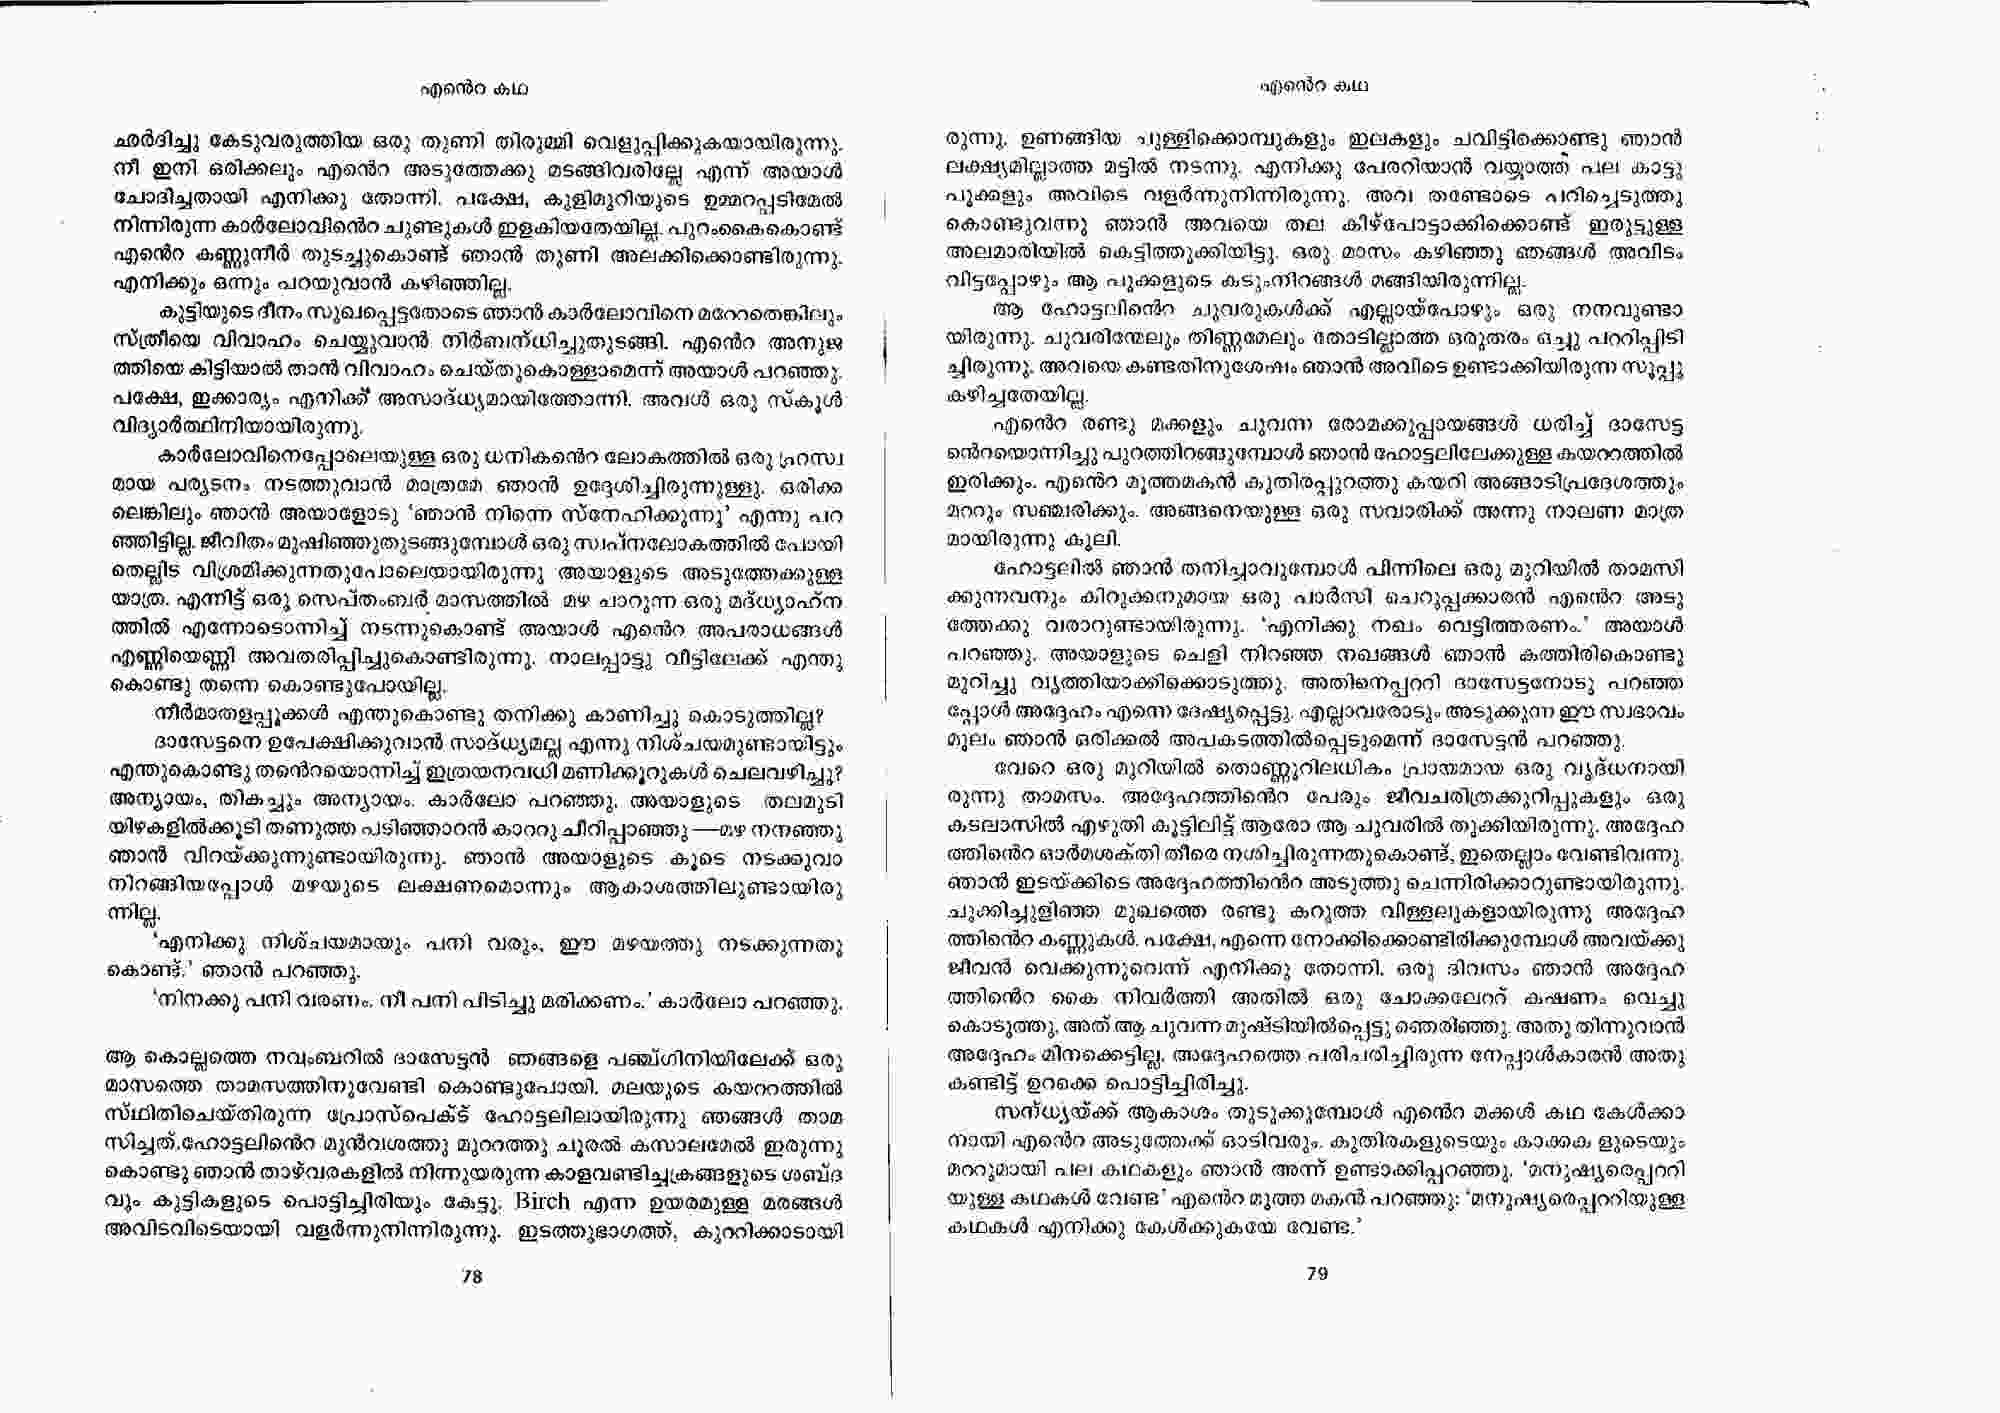 എന്റെ കഥ
ഛർദിച്ചു കേടുവരുത്തിയ ഒരു തുണി തിരുമ്മി വെളുപ്പിക്കുകയായിരുന്നു.
നീ ഇനി ഒരിക്കലും എന്റെ അടുത്തേക്കു മടങ്ങിവരില്ലേ എന്ന് അയാൾ
ചോദിച്ചതായി എനിക്കു തോന്നി. പക്ഷേ, കുളിമുറിയുടെ ഉമ്മറപ്പടിമേൽ
നിന്നിരുന്ന കാർലോവിന്റെ ചുണ്ടുകൾ ഇളകിയതേയില്ല. പുറംകൈകൊണ്ട്
എന്റെ കണ്ണുനീർ തുടച്ചുകൊണ്ട് ഞാൻ തുണി അലക്കിക്കൊണ്ടിരുന്നു.
എനിക്കും ഒന്നും പറയുവാൻ കഴിഞ്ഞില്ല.
കുട്ടിയുടെ ദീനം സുഖപ്പെട്ടതോടെ ഞാൻ കാർലോവിനെ മറേറതെങ്കിലും
സ്ത്രീയെ വിവാഹം ചെയ്യുവാൻ നിർബന്ധിച്ചുതുടങ്ങി. എന്റെ അനുജ
ത്തിയെ കിട്ടിയാൽ താൻ വിവാഹം ചെയ്തുകൊള്ളാമെന്ന് അയാൾ പറഞ്ഞു.
പക്ഷേ, ഇക്കാര്യം എനിക്ക് അസാദ്ധ്യമായിത്തോന്നി. അവൾ ഒരു സ്കൂൾ
വിദ്യാർത്ഥിനിയായിരുന്നു.
കാർലോവിനെപ്പോലെയുള്ള ഒരു ധനികന്റെ ലോകത്തിൽ ഒരു ഹ്രസ്വ
മായ പര്യടനം നടത്തുവാൻ മാത്രമേ ഞാൻ ഉദ്ദേശിച്ചിരുന്നുള്ളു. ഒരിക്ക
ലെങ്കിലും ഞാൻ അയാളോടു ‘ഞാൻ നിന്നെ സ്നേഹിക്കുന്നു’ എന്നു പറ
ഞ്ഞിട്ടില്ല. ജീവിതം മുഷിഞ്ഞുതുടങ്ങുമ്പോൾ ഒരു സ്വപ്നലോകത്തിൽ പോയി
തെല്ലിട വിശ്രമിക്കുന്നതുപോലെയായിരുന്നു അയാളുടെ അടുത്തേക്കുള്ള
യാത്ര. എന്നിട്ട് ഒരു സെപ്തംബർ മാസത്തിൽ മഴ ചാറുന്ന ഒരു മദ്ധ്യാഹ്ന
ത്തിൽ എന്നോടൊന്നിച്ച് നടന്നുകൊണ്ട് അയാൾ എന്റെ അപരാധങ്ങൾ
എണ്ണിയെണ്ണി അവതരിപ്പിച്ചുകൊണ്ടിരുന്നു. നാലപ്പാട്ടു വീട്ടിലേക്ക് എന്തു
കൊണ്ടു തന്നെ കൊണ്ടുപോയില്ല.
നീർമാതളപ്പൂക്കൾ എന്തുകൊണ്ടു തനിക്കു കാണിച്ചു കൊടുത്തില്ല?
ദാസേട്ടനെ ഉപേക്ഷിക്കുവാൻ സാദ്ധ്യമല്ല എന്നു നിശ്ചയമുണ്ടായിട്ടും
എന്തുകൊണ്ടു തന്റെയൊന്നിച്ച് ഇത്രയനവധി മണിക്കൂറുകൾ ചെലവഴിച്ചു?
അന്യായം, തികച്ചും അന്യായം. കാർലോ പറഞ്ഞു. അയാളുടെ തലമുടി
യിഴകളിൽക്കൂടി തണുത്ത പടിഞ്ഞാറൻ കാററു ചീറിപ്പാഞ്ഞു—മഴ നനഞ്ഞു
ഞാൻ വിറയ്ക്കുന്നുണ്ടായിരുന്നു. ഞാൻ അയാളുടെ കൂടെ നടക്കുവാ
നിറങ്ങിയപ്പോൾ മഴയുടെ ലക്ഷണമൊന്നും ആകാശത്തിലുണ്ടായിരു
ന്നില്ല.
‘എനിക്കു നിശ്ചയമായും പനി വരും, ഈ മഴയത്തു നടക്കുന്നതു
കൊണ്ട്.’ ഞാൻ പറഞ്ഞു.
‘നിനക്കു പനി വരണം. നീ പനി പിടിച്ചു മരിക്കണം.’ കാർലോ പറഞ്ഞു.
ആ കൊല്ലത്തെ നവംബറിൽ ദാസേട്ടൻ ഞങ്ങളെ പഞ്ച്ഗിനിയിലേക്ക് ഒരു
മാസത്തെ താമസത്തിനുവേണ്ടി കൊണ്ടുപോയി. മലയുടെ കയററത്തിൽ
സ്ഥിതിചെയ്തിരുന്ന പ്രോസ്പെക്ട് ഹോട്ടലിലായിരുന്നു ഞങ്ങൾ താമ
സിച്ചത്.ഹോട്ടലിന്റെ മുൻവശത്തു മുററത്തു ചൂരൽ കസാലമേൽ ഇരുന്നു
കൊണ്ടു ഞാൻ താഴ്‌വരകളിൽ നിന്നുയരുന്ന കാളവണ്ടിച്ചക്രങ്ങളുടെ ശബ്ദ
വും കുട്ടികളുടെ പൊട്ടിച്ചിരിയും കേട്ടു. Birch എന്ന ഉയരമുള്ള മരങ്ങൾ
അവിടവിടെയായി വളർന്നുനിന്നിരുന്നു. ഇടത്തുഭാഗത്ത്, കുററിക്കാടായി
78
എന്റെ കഥ
രുന്നു. ഉണങ്ങിയ ചുള്ളിക്കൊമ്പുകളും ഇലകളും ചവിട്ടിക്കൊണ്ടു ഞാൻ
ലക്ഷ്യമില്ലാത്ത മട്ടിൽ നടന്നു. എനിക്കു പേരറിയാൻ വയ്യാത്ത പല കാട്ടു
പൂക്കളും അവിടെ വളർന്നുനിന്നിരുന്നു. അവ തണ്ടോടെ പറിച്ചെടുത്തു
കൊണ്ടുവന്നു ഞാൻ അവയെ തല കീഴ്പോട്ടാക്കിക്കൊണ്ട് ഇരുട്ടുള്ള
അലമാരിയിൽ കെട്ടിത്തൂക്കിയിട്ടു. ഒരു മാസം കഴിഞ്ഞു ഞങ്ങൾ അവിടം
വിട്ടപ്പോഴും ആ പൂക്കളുടെ കടുംനിറങ്ങൾ മങ്ങിയിരുന്നില്ല.
ആ ഹോട്ടലിന്റെ ചുവരുകൾക്ക് എല്ലായ്പോഴും ഒരു നനവുണ്ടാ
യിരുന്നു. ചുവരിന്മേലും തിണ്ണമേലും തോടില്ലാത്ത ഒരുതരം ഒച്ചു പററിപ്പിടി
ച്ചിരുന്നു. അവയെ കണ്ടതിനുശേഷം ഞാൻ അവിടെ ഉണ്ടാക്കിയിരുന്ന സൂപ്പു
കഴിച്ചതേയില്ല.
എന്റെ രണ്ടു മക്കളും ചുവന്ന രോമക്കുപ്പായങ്ങൾ ധരിച്ച് ദാസേട്ട
ന്റെയൊന്നിച്ചു പുറത്തിറങ്ങുമ്പോൾ ഞാൻ ഹോട്ടലിലേക്കുള്ള കയററത്തിൽ
ഇരിക്കും. എന്റെ മൂത്തമകൻ കുതിരപ്പുറത്തു കയറി അങ്ങാടിപ്രദേശത്തും
മററും സഞ്ചരിക്കും. അങ്ങനെയുള്ള ഒരു സവാരിക്ക് അന്നു നാലണ മാത്ര
മായിരുന്നു കൂലി.
ഹോട്ടലിൽ ഞാൻ തനിച്ചാവുമ്പോൾ പിന്നിലെ ഒരു മുറിയിൽ താമസി
ക്കുന്നവനും കിറുക്കനുമായ ഒരു പാർസി ചെറുപ്പക്കാരൻ എന്റെ അടു
ത്തേക്കു വരാറുണ്ടായിരുന്നു. ‘എനിക്കു നഖം വെട്ടിത്തരണം.’ അയാൾ
പറഞ്ഞു. അയാളുടെ ചെളി നിറഞ്ഞ നഖങ്ങൾ ഞാൻ കത്തിരികൊണ്ടു
മുറിച്ചു വൃത്തിയാക്കിക്കൊടുത്തു. അതിനെപ്പററി ദാസേട്ടനോടു പറഞ്ഞ
പ്പോൾ അദ്ദേഹം എന്നെ ദേഷ്യപ്പെട്ടു. എല്ലാവരോടും അടുക്കുന്ന ഈ സ്വഭാവം
മൂലം ഞാൻ ഒരിക്കൽ അപകടത്തിൽപ്പെടുമെന്ന് ദാസേട്ടൻ പറഞ്ഞു.
വേറെ ഒരു മുറിയിൽ തൊണ്ണൂറിലധികം പ്രായമായ ഒരു വൃദ്ധനായി
രുന്നു താമസം. അദ്ദേഹത്തിന്റെ പേരും ജീവചരിത്രക്കുറിപ്പുകളും ഒരു
കടലാസിൽ എഴുതി കൂട്ടിലിട്ട് ആരോ ആ ചുവരിൽ തൂക്കിയിരുന്നു. അദ്ദേഹ
ത്തിന്റെ ഓർമശക്തി തീരെ നശിച്ചിരുന്നതുകൊണ്ട്, ഇതെല്ലാം വേണ്ടിവന്നു.
ഞാൻ ഇടയ്ക്കിടെ അദ്ദേഹത്തിന്റെ അടുത്തു ചെന്നിരിക്കാറുണ്ടായിരുന്നു.
ചുക്കിച്ചുളിഞ്ഞ മുഖത്തെ രണ്ടു കറുത്ത വിള്ളലുകളായിരുന്നു അദ്ദേഹ
ത്തിന്റെ കണ്ണുകൾ. പക്ഷേ, എന്നെ നോക്കിക്കൊണ്ടിരിക്കുമ്പോൾ അവയ്ക്കു
ജീവൻ വെക്കുന്നുവെന്ന് എനിക്കു തോന്നി. ഒരു ദിവസം ഞാൻ അദ്ദേഹ
ത്തിന്റെ കൈ നിവർത്തി അതിൽ ഒരു ചോക്കലേററ് കഷണം വെച്ചു
കൊടുത്തു. അത് ആ ചുവന്ന മുഷ്ടിയിൽപ്പെട്ടു ഞെരിഞ്ഞു. അതു തിന്നുവാൻ
അദ്ദേഹം മിനക്കെട്ടില്ല. അദ്ദേഹത്തെ പരിചരിച്ചിരുന്ന നേപ്പാൾകാരൻ അതു
കണ്ടിട്ട് ഉറക്കെ പൊട്ടിച്ചിരിച്ചു.
സന്ധ്യയ്ക്ക് ആകാശം തുടുക്കുമ്പോൾ എന്റെ മക്കൾ കഥ കേൾക്കാ
നായി എന്റെ അടുത്തേക്ക് ഓടിവരും. കുതിരകളുടെയും കാക്കക ളുടെയും
മററുമായി പല കഥകളും ഞാൻ അന്ന് ഉണ്ടാക്കിപ്പറഞ്ഞു. ‘മനുഷ്യരെപ്പററി
യുള്ള കഥകൾ വേണ്ട’ എന്റെ മൂത്ത മകൻ പറഞ്ഞു: ‘മനുഷ്യരെപ്പററിയുള്ള
കഥകൾ എനിക്കു കേൾക്കുകയേ വേണ്ട.’
79